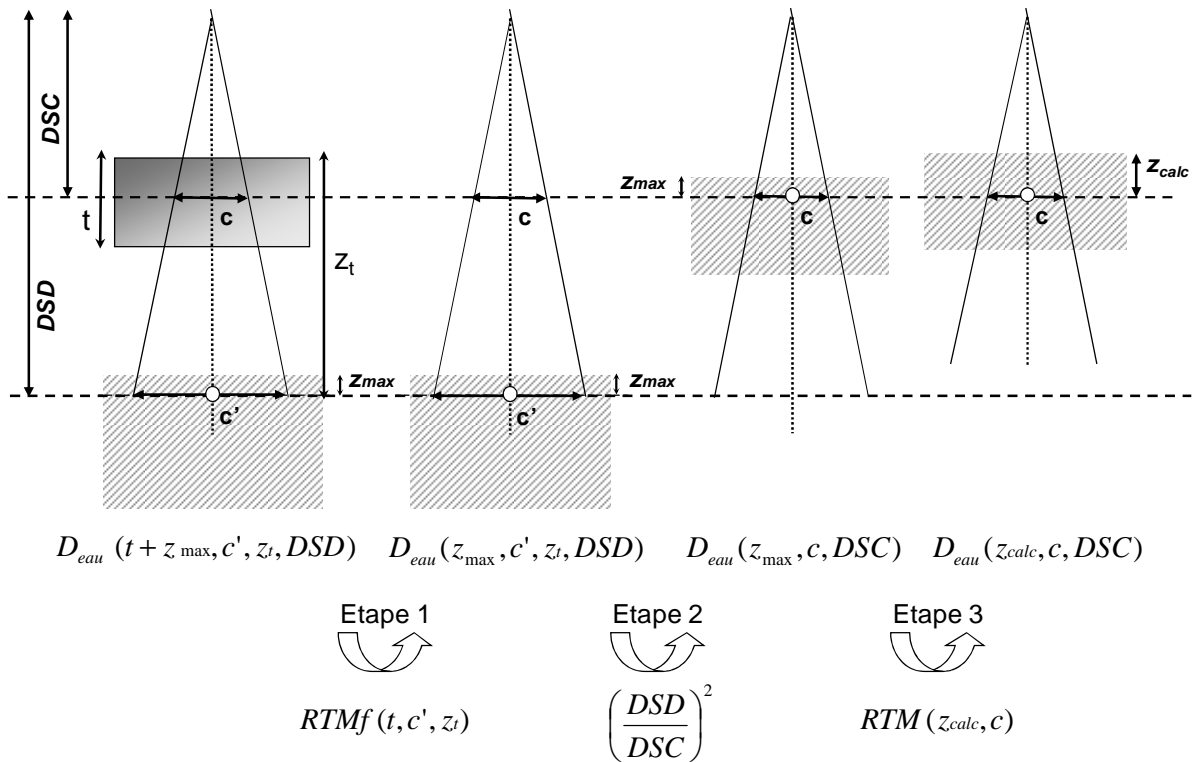 DSC
DSD
t
c
z_t
z_max
c'
c
z_max
c'
z_max
c
z_calc
c
D_eau (t + z_max, c', z_t, DSD)
D_eau (z_max, c', z_t, DSD)
D_eau (z_max, c, DSC)
D_eau (z_calc, c, DSC)
Etape 1
Etape 2
Etape 3
RTMf (t, c', z_t)
(DSD/DSC)^2
RTM (z_calc, c)